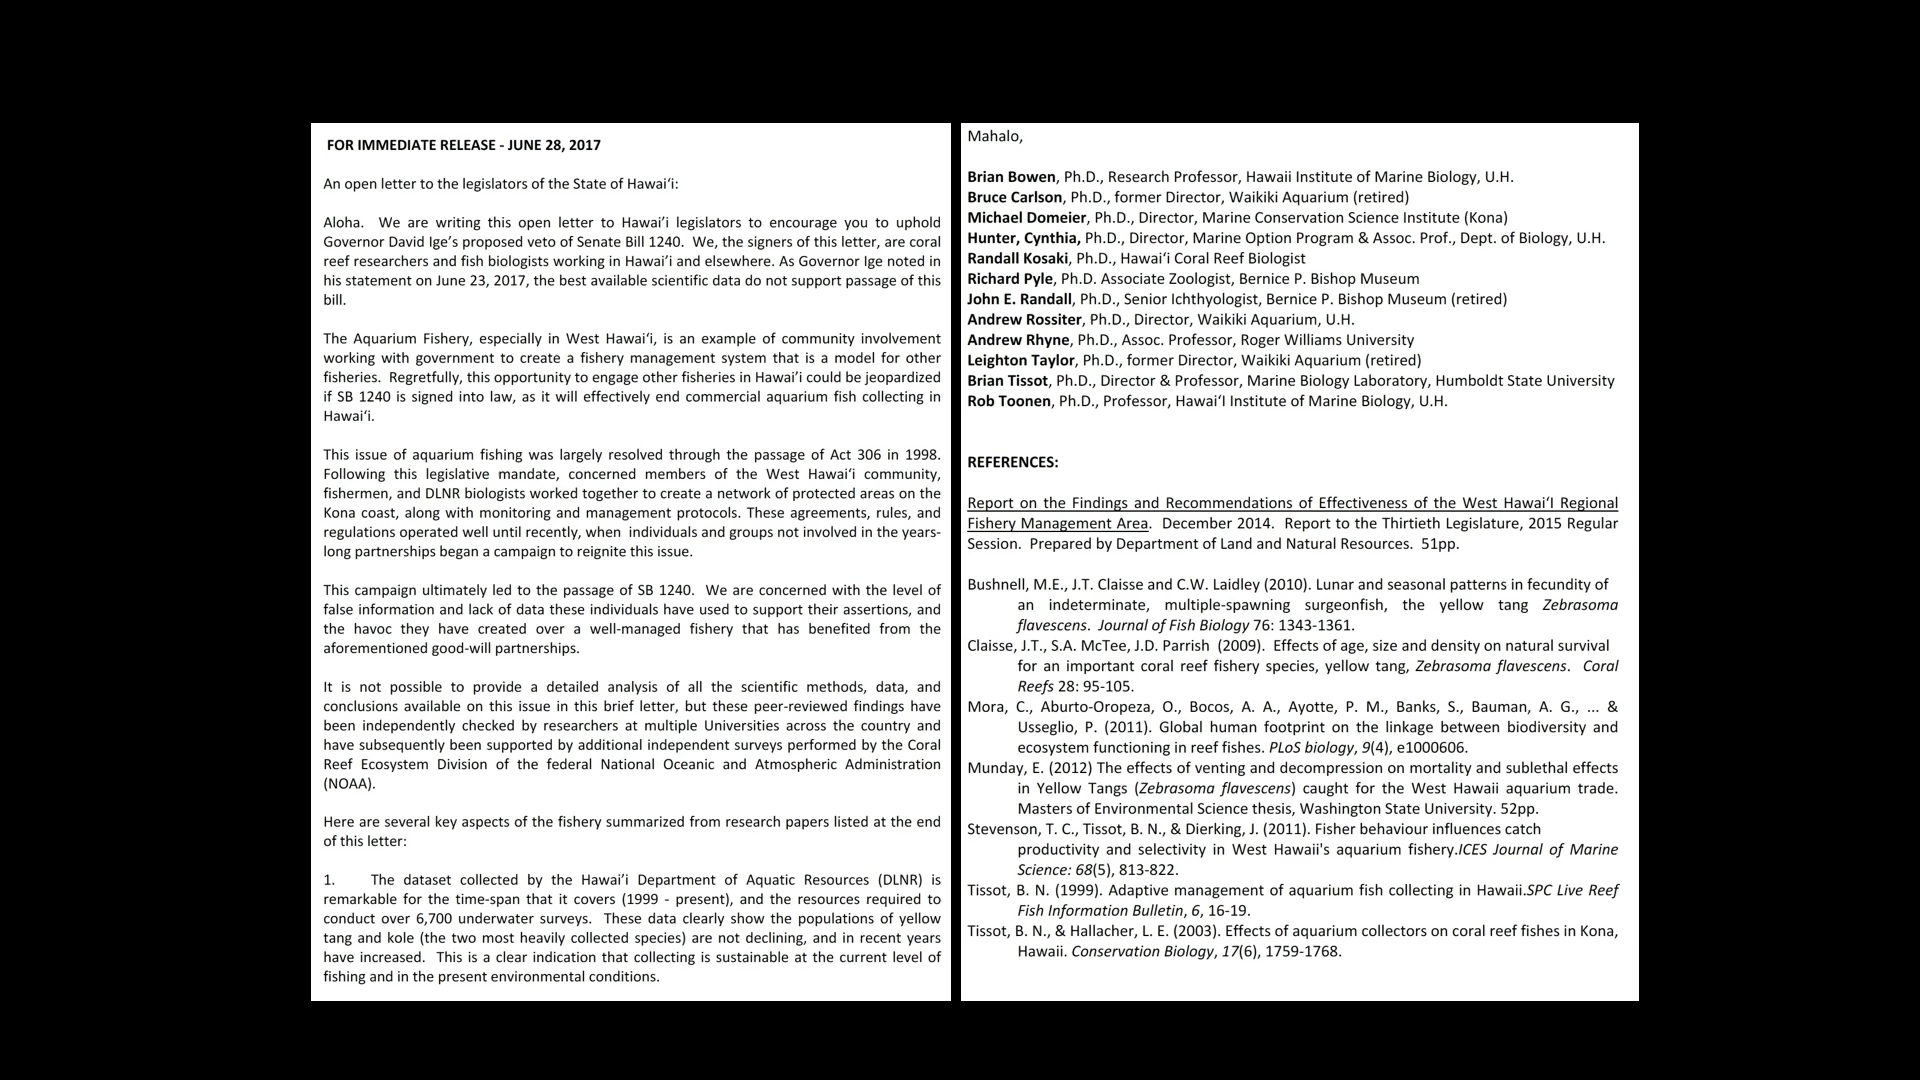 FOR IMMEDIATE RELEASE - JUNE 28, 2017
An open letter to the legislators of the State of Hawai‘i:
Aloha. We are writing this open letter to Hawai’i legislators to encourage you to uphold
Governor David Ige’s proposed veto of Senate Bill 1240. We, the signers of this letter, are coral
reef researchers and fish biologists working in Hawai’i and elsewhere. As Governor Ige noted in
his statement on June 23, 2017, the best available scientific data do not support passage of this
bill.
The Aquarium Fishery, especially in West Hawai‘i, is an example of community involvement
working with government to create a fishery management system that is a model for other
fisheries. Regretfully, this opportunity to engage other fisheries in Hawai’i could be jeopardized
if SB 1240 is signed into law, as it will effectively end commercial aquarium fish collecting in
Hawai‘i.
This issue of aquarium fishing was largely resolved through the passage of Act 306 in 1998.
Following this legislative mandate, concerned members of the West Hawai‘i community,
fishermen, and DLNR biologists worked together to create a network of protected areas on the
Kona coast, along with monitoring and management protocols. These agreements, rules, and
regulations operated well until recently, when individuals and groups not involved in the years-
long partnerships began a campaign to reignite this issue.
This campaign ultimately led to the passage of SB 1240. We are concerned with the level of
false information and lack of data these individuals have used to support their assertions, and
the havoc they have created over a well-managed fishery that has benefited from the
aforementioned good-will partnerships.
It is not possible to provide a detailed analysis of all the scientific methods, data, and
conclusions available on this issue in this brief letter, but these peer-reviewed findings have
been independently checked by researchers at multiple Universities across the country and
have subsequently been supported by additional independent surveys performed by the Coral
Reef Ecosystem Division of the federal National Oceanic and Atmospheric Administration
(NOAA).
Here are several key aspects of the fishery summarized from research papers listed at the end
of this letter:
1. The dataset collected by the Hawai’i Department of Aquatic Resources (DLNR) is
remarkable for the time-span that it covers (1999 - present), and the resources required to
conduct over 6,700 underwater surveys. These data clearly show the populations of yellow
tang and kole (the two most heavily collected species) are not declining, and in recent years
have increased. This is a clear indication that collecting is sustainable at the current level of
fishing and in the present environmental conditions.
Mahalo,
Brian Bowen, Ph.D., Research Professor, Hawaii Institute of Marine Biology, U.H.
Bruce Carlson, Ph.D., former Director, Waikiki Aquarium (retired)
Michael Domeier, Ph.D., Director, Marine Conservation Science Institute (Kona)
Hunter, Cynthia, Ph.D., Director, Marine Option Program & Assoc. Prof., Dept. of Biology, U.H.
Randall Kosaki, Ph.D., Hawai‘i Coral Reef Biologist
Richard Pyle, Ph.D. Associate Zoologist, Bernice P. Bishop Museum
John E. Randall, Ph.D., Senior Ichthyologist, Bernice P. Bishop Museum (retired)
Andrew Rossiter, Ph.D., Director, Waikiki Aquarium, U.H.
Andrew Rhyne, Ph.D., Assoc. Professor, Roger Williams University
Leighton Taylor, Ph.D., former Director, Waikiki Aquarium (retired)
Brian Tissot, Ph.D., Director & Professor, Marine Biology Laboratory, Humboldt State University
Rob Toonen, Ph.D., Professor, Hawai‘I Institute of Marine Biology, U.H.
REFERENCES:
Report on the Findings and Recommendations of Effectiveness of the West Hawai‘I Regional
Fishery Management Area. December 2014. Report to the Thirtieth Legislature, 2015 Regular
Session. Prepared by Department of Land and Natural Resources. 51pp.
Bushnell, M.E., J.T. Claisse and C.W. Laidley (2010). Lunar and seasonal patterns in fecundity of
an indeterminate, multiple-spawning surgeonfish, the yellow tang Zebrasoma
flavescens. Journal of Fish Biology 76: 1343-1361.
Claisse, J.T., S.A. McTee, J.D. Parrish (2009). Effects of age, size and density on natural survival
for an important coral reef fishery species, yellow tang, Zebrasoma flavescens. Coral
Reefs 28: 95-105.
Mora, C., Aburto-Oropeza, O., Bocos, A. A., Ayotte, P. M., Banks, S., Bauman, A. G., ... &
Usseglio, P. (2011). Global human footprint on the linkage between biodiversity and
ecosystem functioning in reef fishes. PLoS biology, 9(4), e1000606.
Munday, E. (2012) The effects of venting and decompression on mortality and sublethal effects
in Yellow Tangs (Zebrasoma flavescens) caught for the West Hawaii aquarium trade.
Masters of Environmental Science thesis, Washington State University. 52pp.
Stevenson, T. C., Tissot, B. N., & Dierking, J. (2011). Fisher behaviour influences catch
productivity and selectivity in West Hawaii's aquarium fishery.ICES Journal of Marine
Science: 68(5), 813-822.
Tissot, B. N. (1999). Adaptive management of aquarium fish collecting in Hawaii.SPC Live Reef
Fish Information Bulletin, 6, 16-19.
Tissot, B. N., & Hallacher, L. E. (2003). Effects of aquarium collectors on coral reef fishes in Kona,
Hawaii. Conservation Biology, 17(6), 1759-1768.